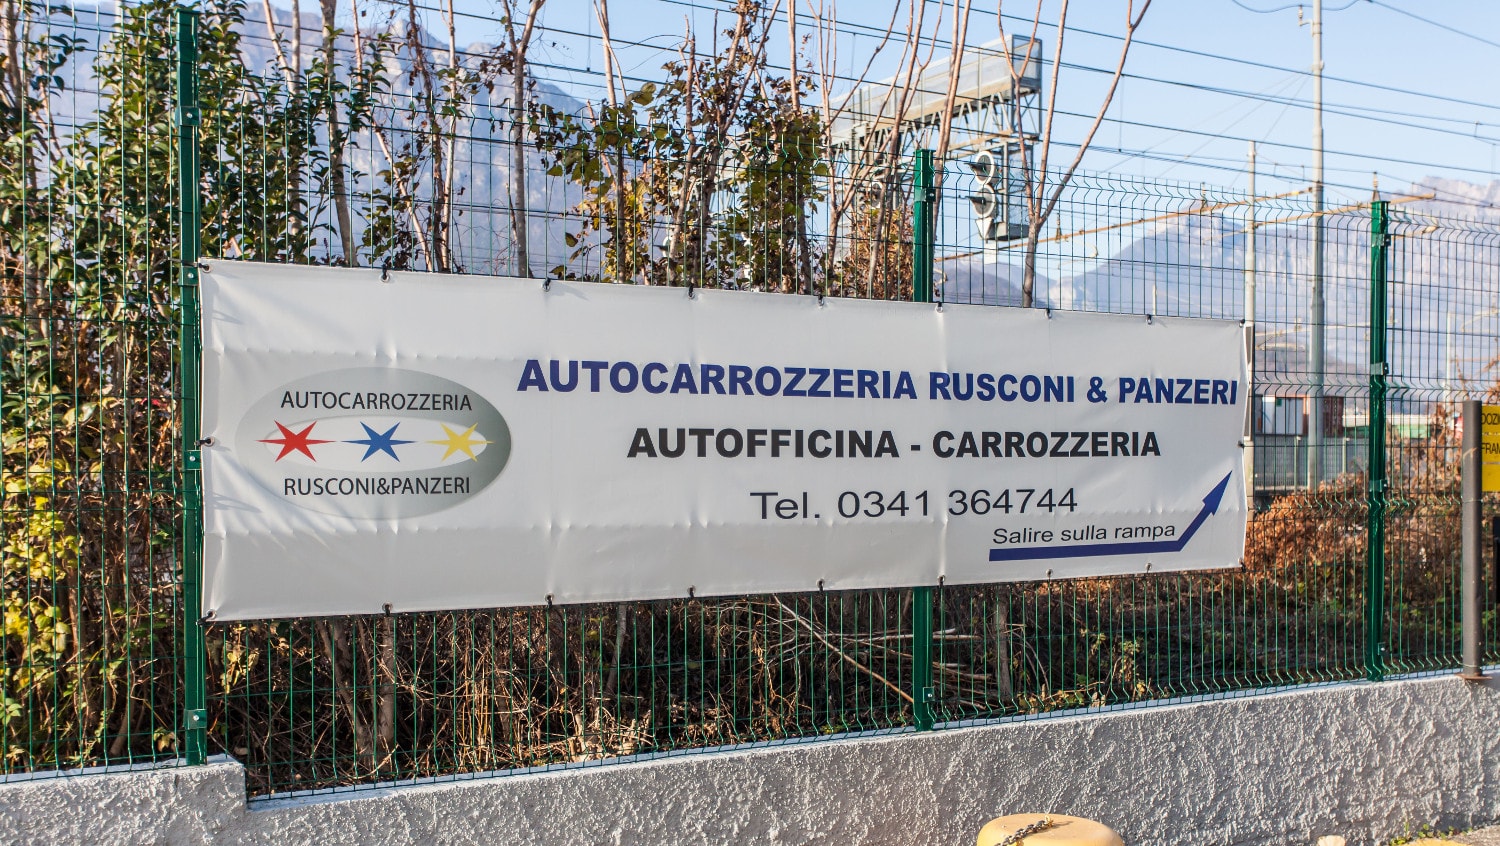 AUTOCARROZZERIA
RUSCONI&PANZERI
AUTOCARROZZERIA RUSCONI & PANZERI
AUTOFFICINA - CARROZZERIA
Tel. 0341 364744
Salire sulla rampa